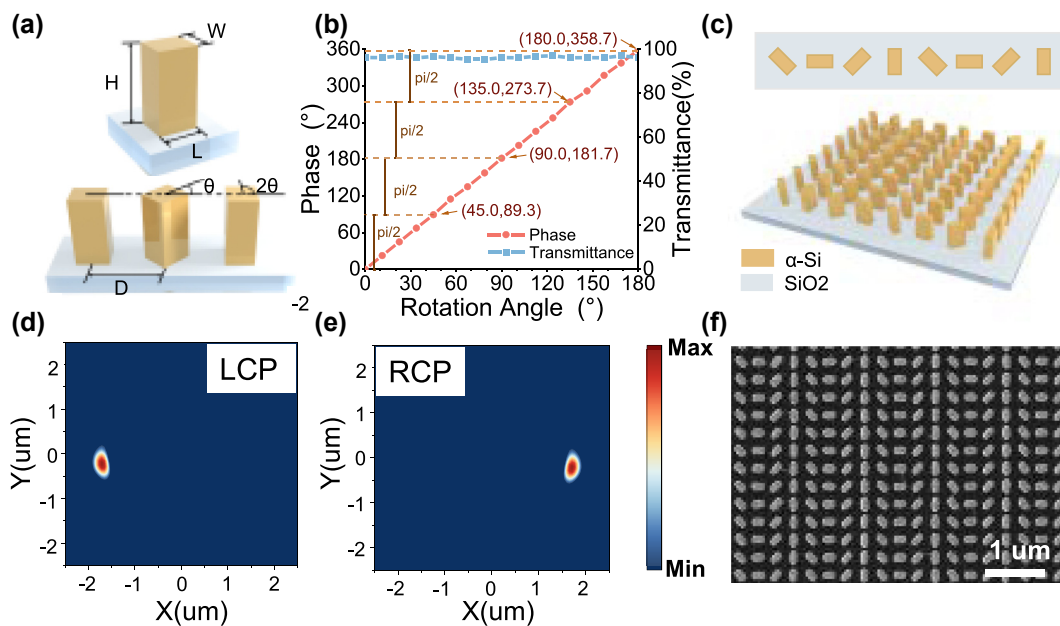 (a)
W
H
L
θ
2θ
D
-2
(b)
(180.0,358.7)
360
300
240
180
120
60
0
Phase (°)
pi/2
pi/2
pi/2
pi/2
(135.0,273.7)
(90.0,181.7)
(45.0,89.3)
Phase
Transmittance
100
80
60
40
20
0
Transmittance(%)
0 30 60 90 120 150 180
Rotation Angle (°)
(c)
α-Si
SiO2
(d)
LCP
2
1
0
-1
-2
Y(um)
-2 -1 0 1 2
X(um)
(e)
RCP
2
1
0
-1
-2
Y(um)
-2 -1 0 1 2
X(um)
Max
Min
(f)
1 um